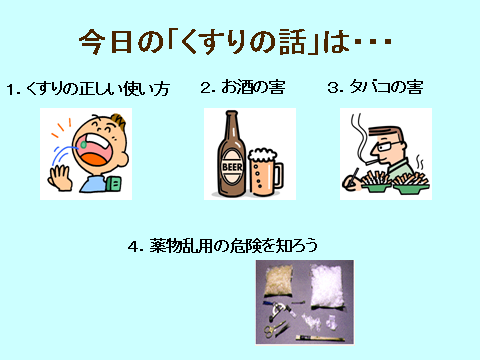 今日の「くすりの話」は・・・
1．くすりの正しい使い方
2．お酒の害
3．タバコの害
BEER
4．薬物乱用の危険を知ろう